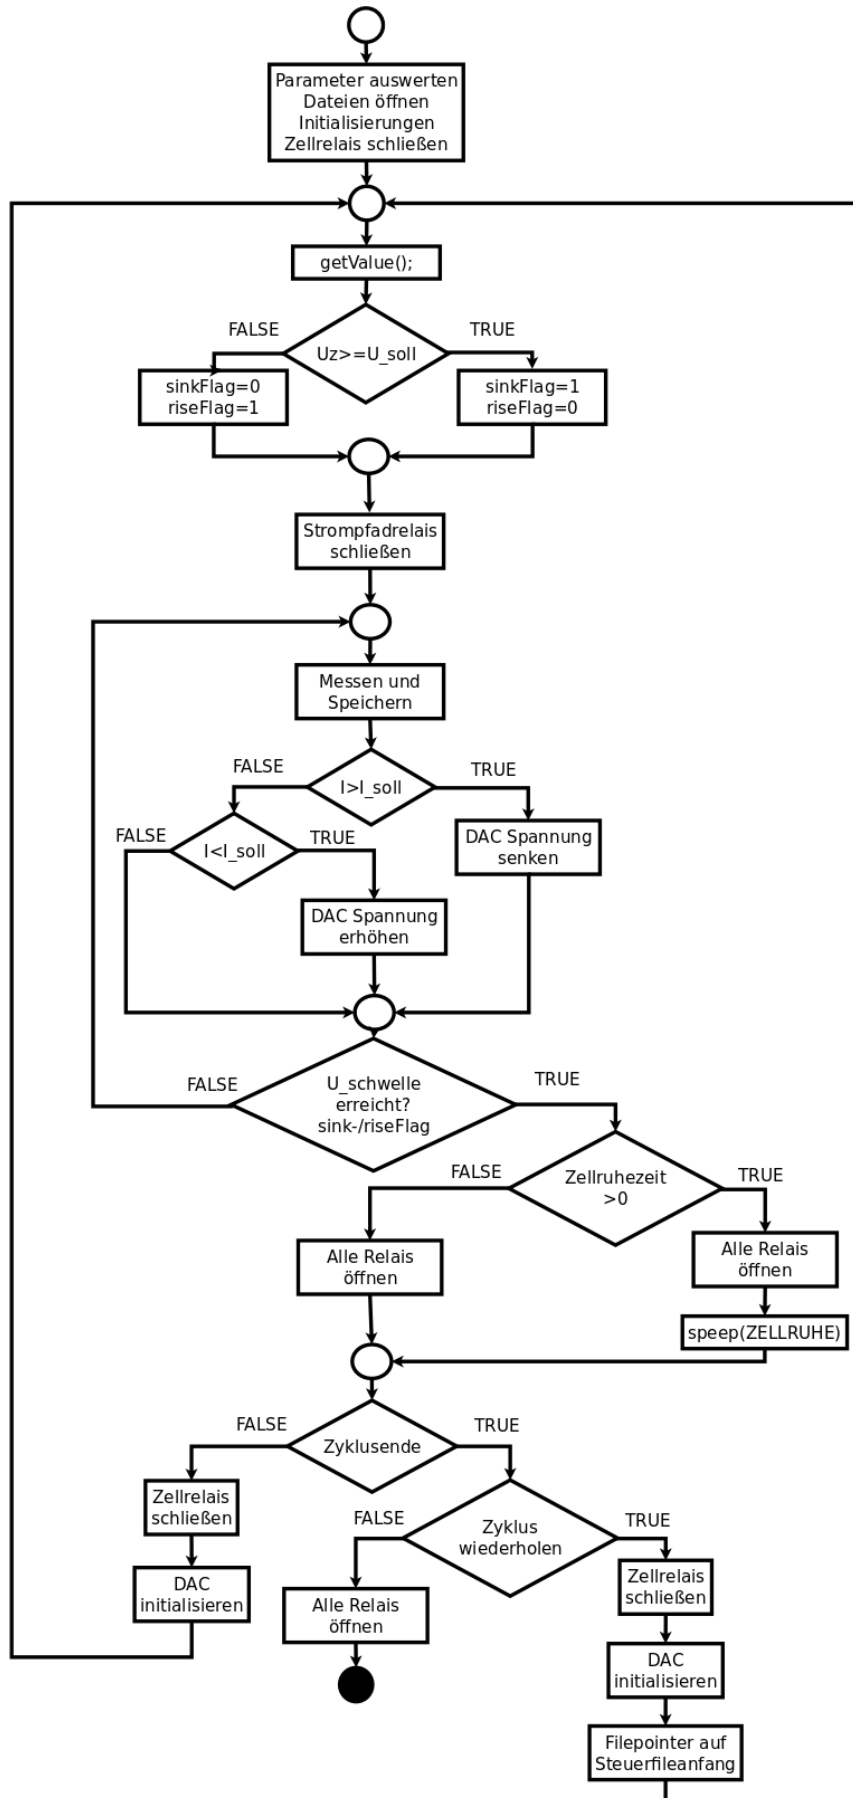 Parameter auswerten
Dateien öffnen
Initialisierungen
Zellrelais schließen
getValue();
FALSE
TRUE
Uz>=U_soll
sinkFlag=0
riseFlag=1
sinkFlag=1
riseFlag=0
Strompfadrelais
schließen
Messen und
Speichern
FALSE
TRUE
I>I_soll
FALSE
TRUE
I<I_soll
DAC Spannung
senken
DAC Spannung
erhöhen
FALSE
TRUE
U_schwelle
erreicht?
sink-/riseFlag
FALSE
TRUE
Zellruhezeit
>0
Alle Relais
öffnen
Alle Relais
öffnen
speep(ZELLRUHE)
FALSE
TRUE
Zyklusende
Zellrelais
schließen
DAC
initialisieren
FALSE
TRUE
Zyklus
wiederholen
Alle Relais
öffnen
Zellrelais
schließen
DAC
initialisieren
Filepointer auf
Steuerfileanfang